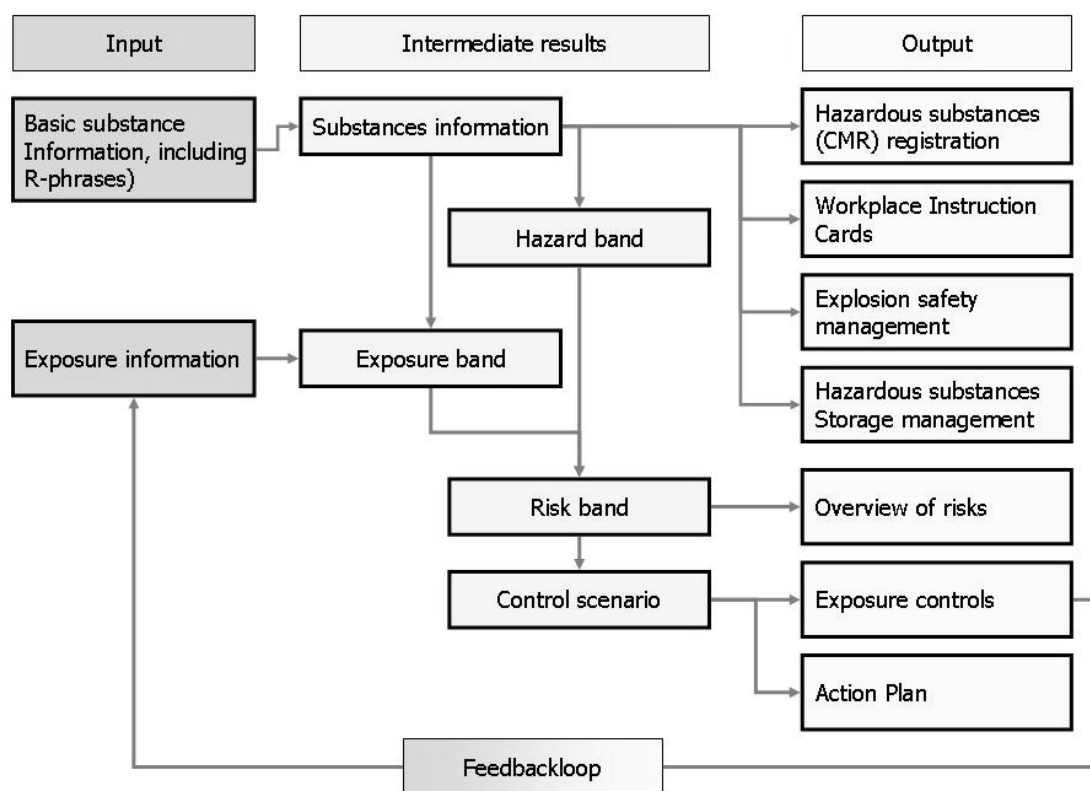 Input
Intermediate results
Output
Basic substance
Information, including
R-phrases)
Substances information
Hazardous substances
(CMR) registration
Hazard band
Workplace Instruction
Cards
Explosion safety
management
Exposure information
Exposure band
Hazardous substances
Storage management
Risk band
Overview of risks
Control scenario
Exposure controls
Action Plan
Feedbackloop